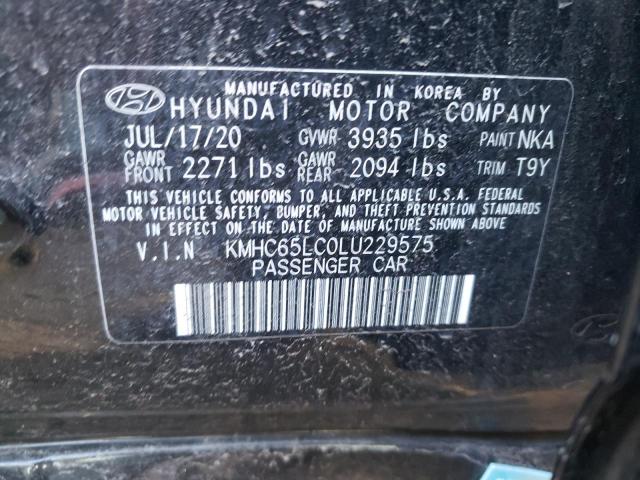 MANUFACTURED IN KOREA BY
HYUNDAI MOTOR COMPANY
JUL/17/20 GVWR 3935 lbs PAINT NKA
GAWR FRONT 2271 lbs GAWR REAR 2094 lbs TRIM T9Y
THIS VEHICLE CONFORMS TO ALL APPLICABLE U.S.A. FEDERAL
MOTOR VEHICLE SAFETY, BUMPER, AND THEFT PREVENTION STANDARDS
IN EFFECT ON THE DATE OF MANUFACTURE SHOWN ABOVE.
V.I.N KMHC65LC0LU229575
PASSENGER CAR